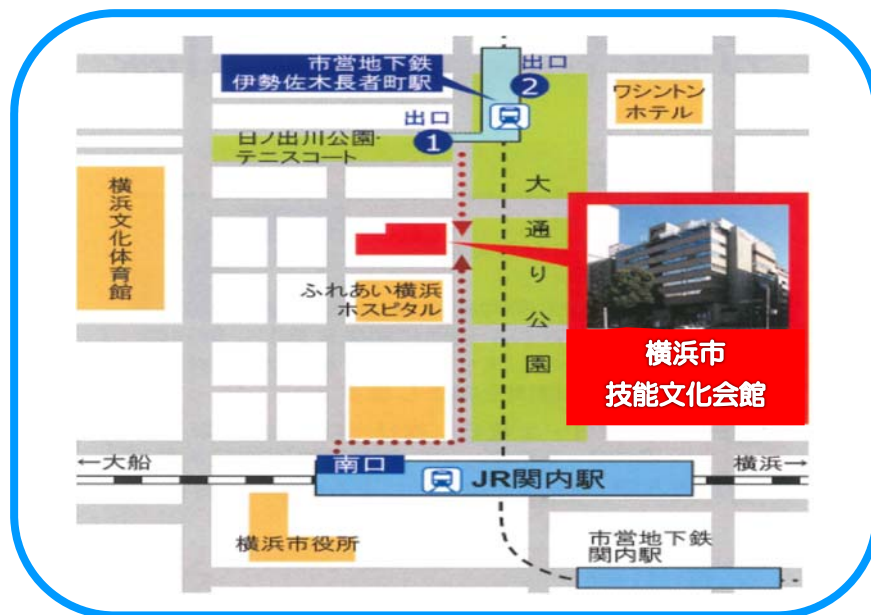 市営地下鉄
伊勢佐木長者町駅
出口
2
ワシントン
ホテル
出口
1
日ノ出川公園・
テニスコート
横浜文化体育館
大通り公園
ふれあい横浜
ホスピタル
横浜市
技能文化会館
←大船
南口
JR関内駅
横浜→
横浜市役所
市営地下鉄
関内駅